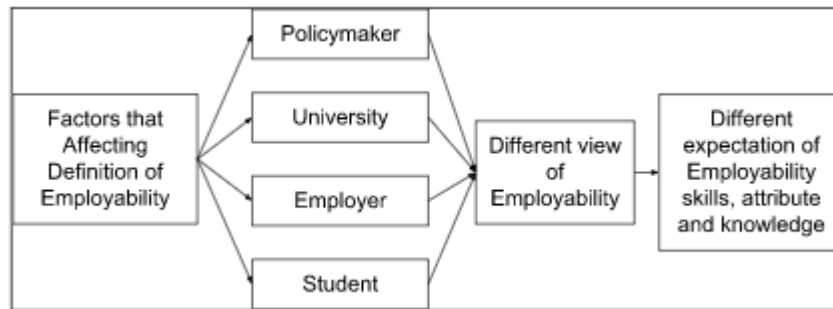 Factors that
Affecting
Definition of
Employability
Policymaker
University
Employer
Student
Different view
of
Employability
Different
expectation of
Employability
skills, attribute
and knowledge